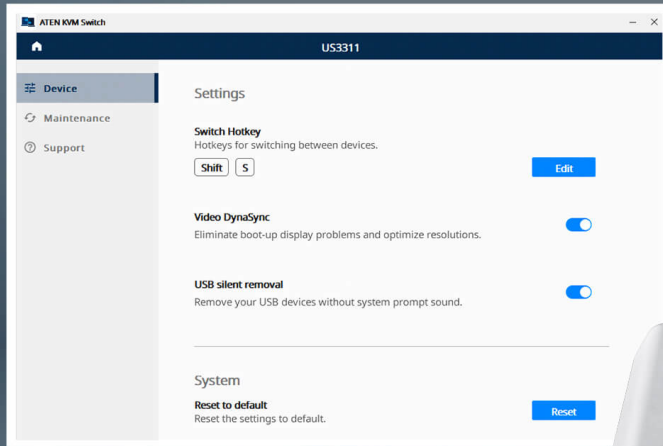 ATEN KVM Switch
US3311
Device
Maintenance
Support
Settings
Switch Hotkey
Hotkeys for switching between devices.
Shift S
Edit
Video DynaSync
Eliminate boot-up display problems and optimize resolutions.
USB silent removal
Remove your USB devices without system prompt sound.
System
Reset to default
Reset the settings to default.
Reset